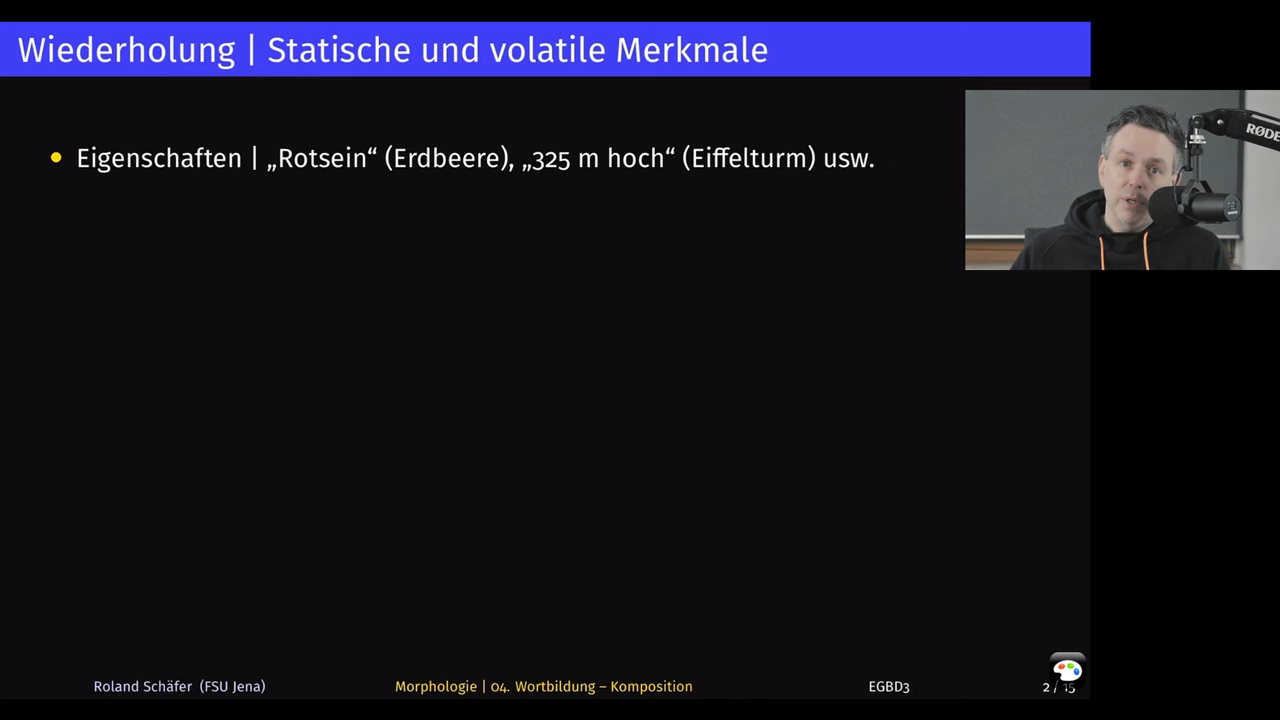 Wiederholung | Statische und volatile Merkmale
• Eigenschaften | „Rotsein“ (Erdbeere), „325 m hoch“ (Eiffelturm) usw.
RØDE
Roland Schäfer (FSU Jena)
Morphologie | 04. Wortbildung – Komposition
EGBD3
2 / 15